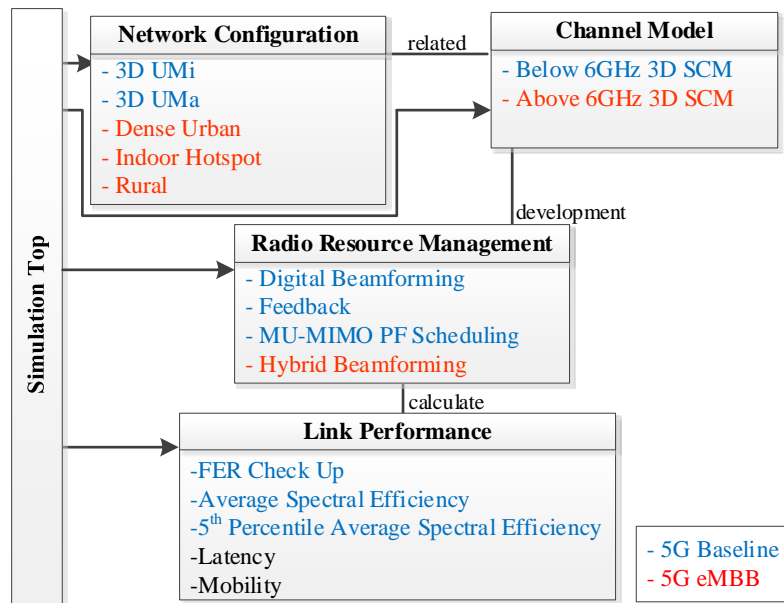 Simulation Top
Network Configuration
- 3D UMi
- 3D UMa
- Dense Urban
- Indoor Hotspot
- Rural
related
Channel Model
- Below 6GHz 3D SCM
- Above 6GHz 3D SCM
development
Radio Resource Management
- Digital Beamforming
- Feedback
- MU-MIMO PF Scheduling
- Hybrid Beamforming
calculate
Link Performance
-FER Check Up
-Average Spectral Efficiency
-5th Percentile Average Spectral Efficiency
-Latency
-Mobility
- 5G Baseline
- 5G eMBB